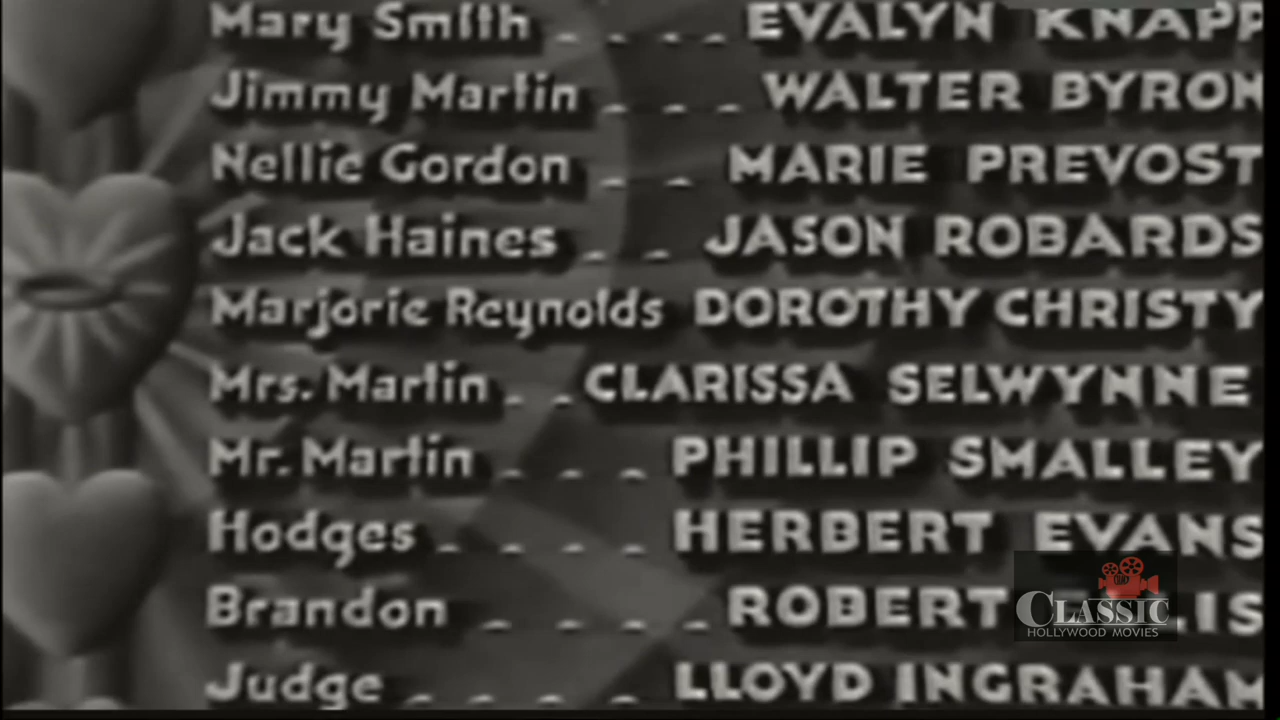 Mary Smith . . . . EVALYN KNAPP
Jimmy Martin . . . WALTER BYRON
Nellie Gordon . . MARIE PREVOST
Jack Haines . . JASON ROBARDS
Marjorie Reynolds DOROTHY CHRISTY
Mrs. Martin . . CLARISSA SELWYNNE
Mr. Martin . . . PHILLIP SMALLEY
Hodges . . . . HERBERT EVANS
Brandon . . . . ROBERT
Judge . . . . LLOYD INGRAHAM
CLASSIC
HOLLYWOOD MOVIES